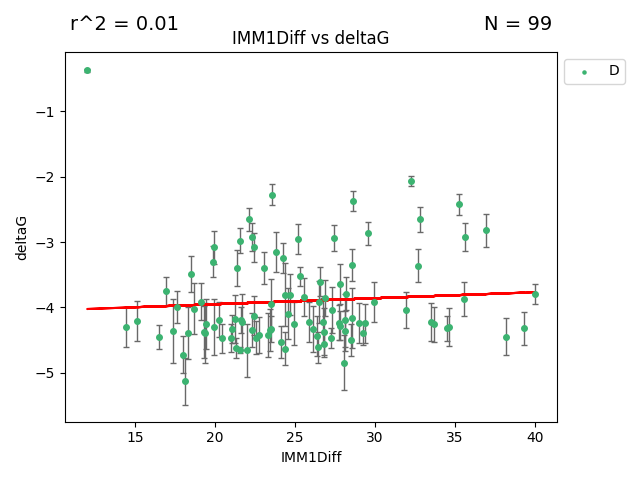 r^2 = 0.01
N = 99
IMM1Diff vs deltaG
D
−1
−2
−3
−4
−5
deltaG
15 20 25 30 35 40
IMM1Diff